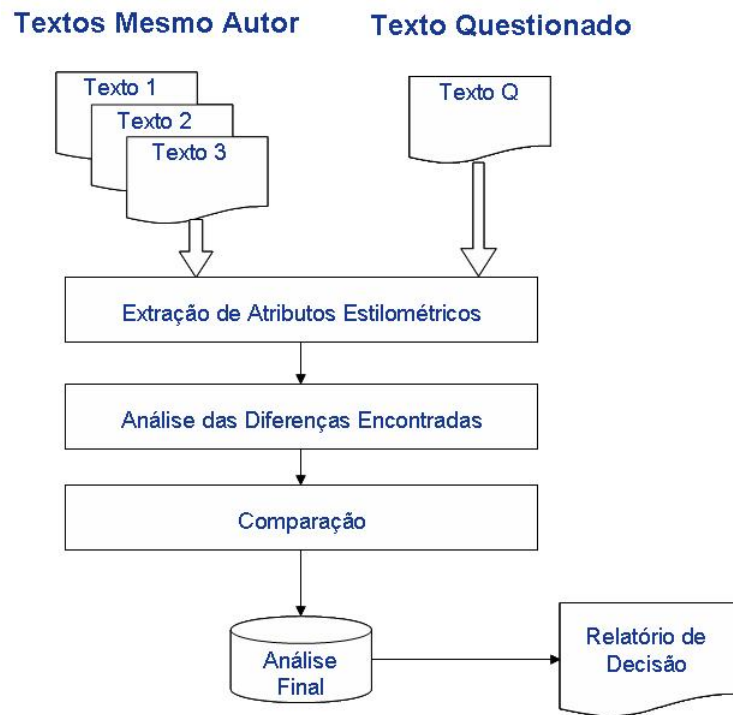 Textos Mesmo Autor
Texto Questionado
Texto 1
Texto 2
Texto 3
Texto Q
Extração de Atributos Estilométricos
Análise das Diferenças Encontradas
Comparação
Análise
Final
Relatório de
Decisão